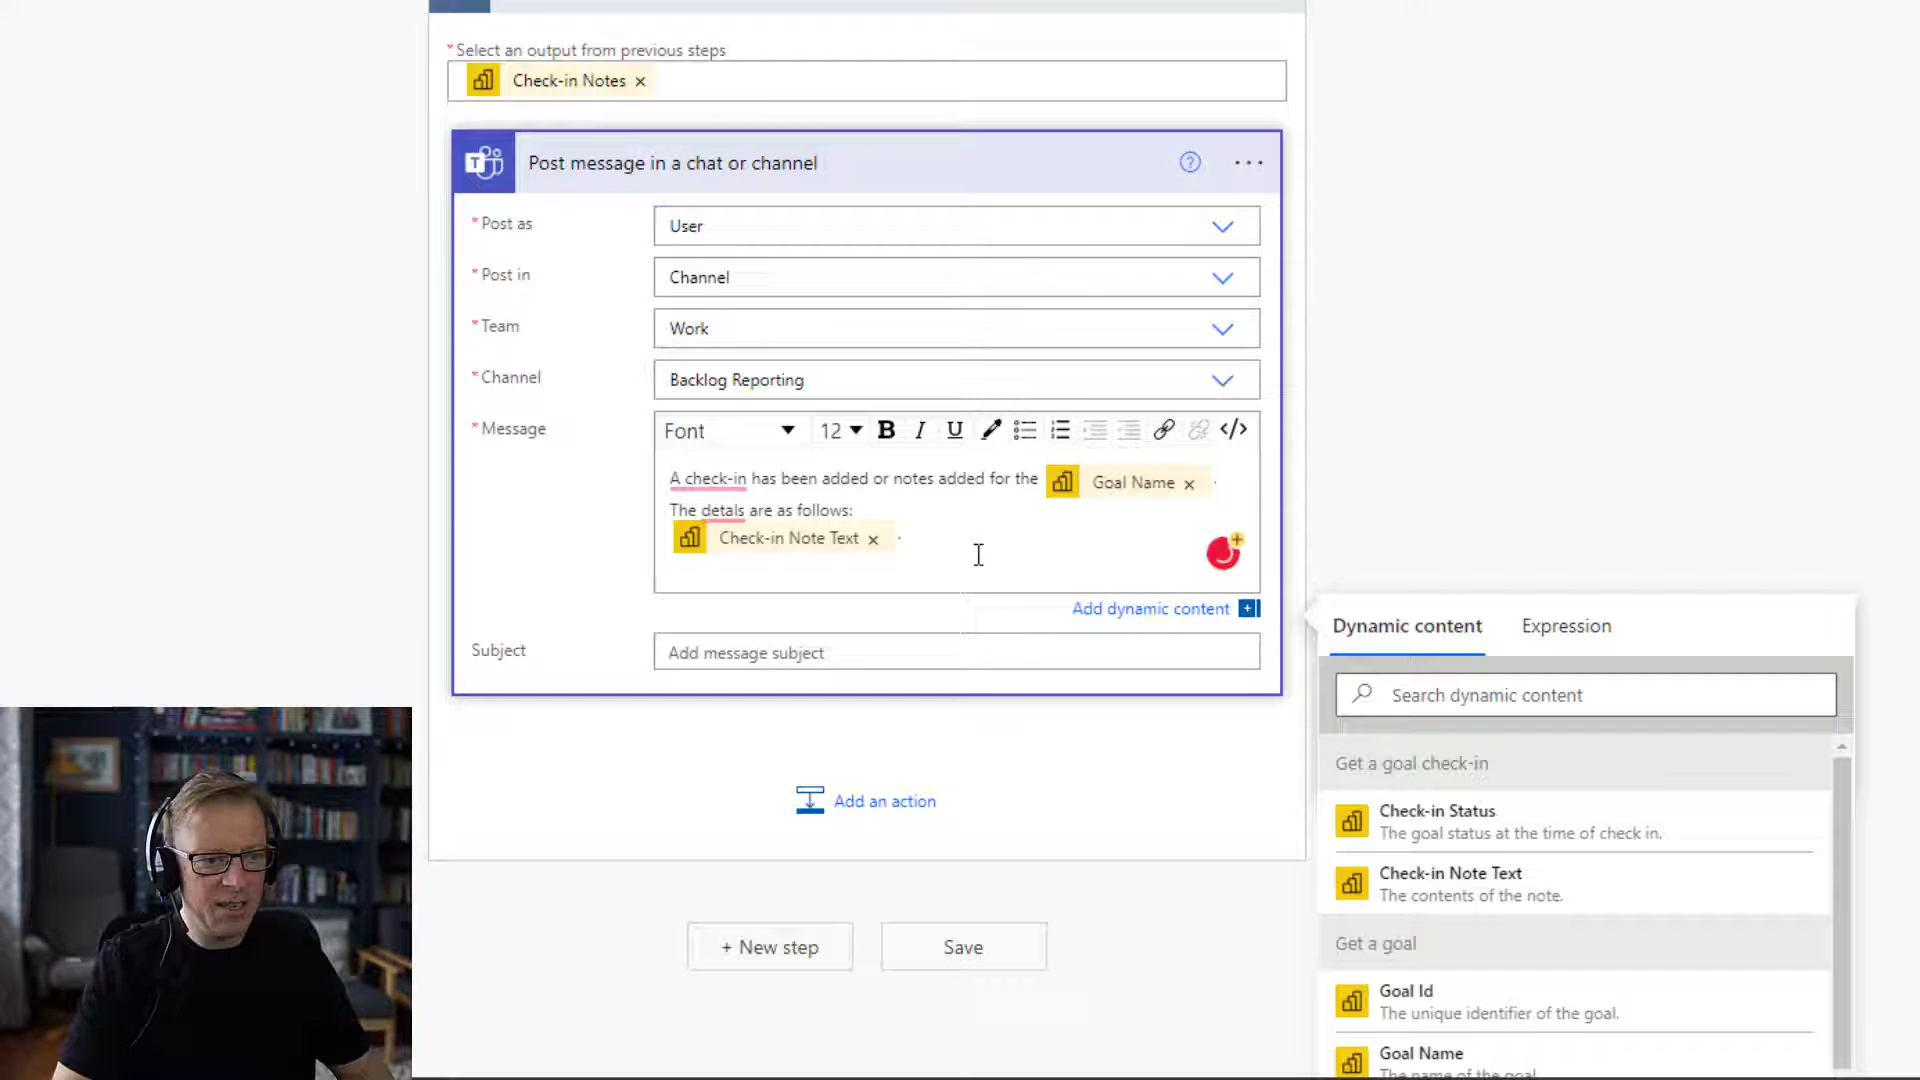 * Select an output from previous steps
Check-in Notes ×
Post message in a chat or channel
? ...
* Post as
User
* Post in
Channel
* Team
Work
* Channel
Backlog Reporting
* Message
Font 12 B I U </>
A check-in has been added or notes added for the Goal Name × .
The detals are as follows:
Check-in Note Text × .
Add dynamic content +
Subject
Add message subject
Add an action
+ New step
Save
Dynamic content
Expression
Search dynamic content
Get a goal check-in
Check-in Status
The goal status at the time of check in.
Check-in Note Text
The contents of the note.
Get a goal
Goal Id
The unique identifier of the goal.
Goal Name
The name of the goal